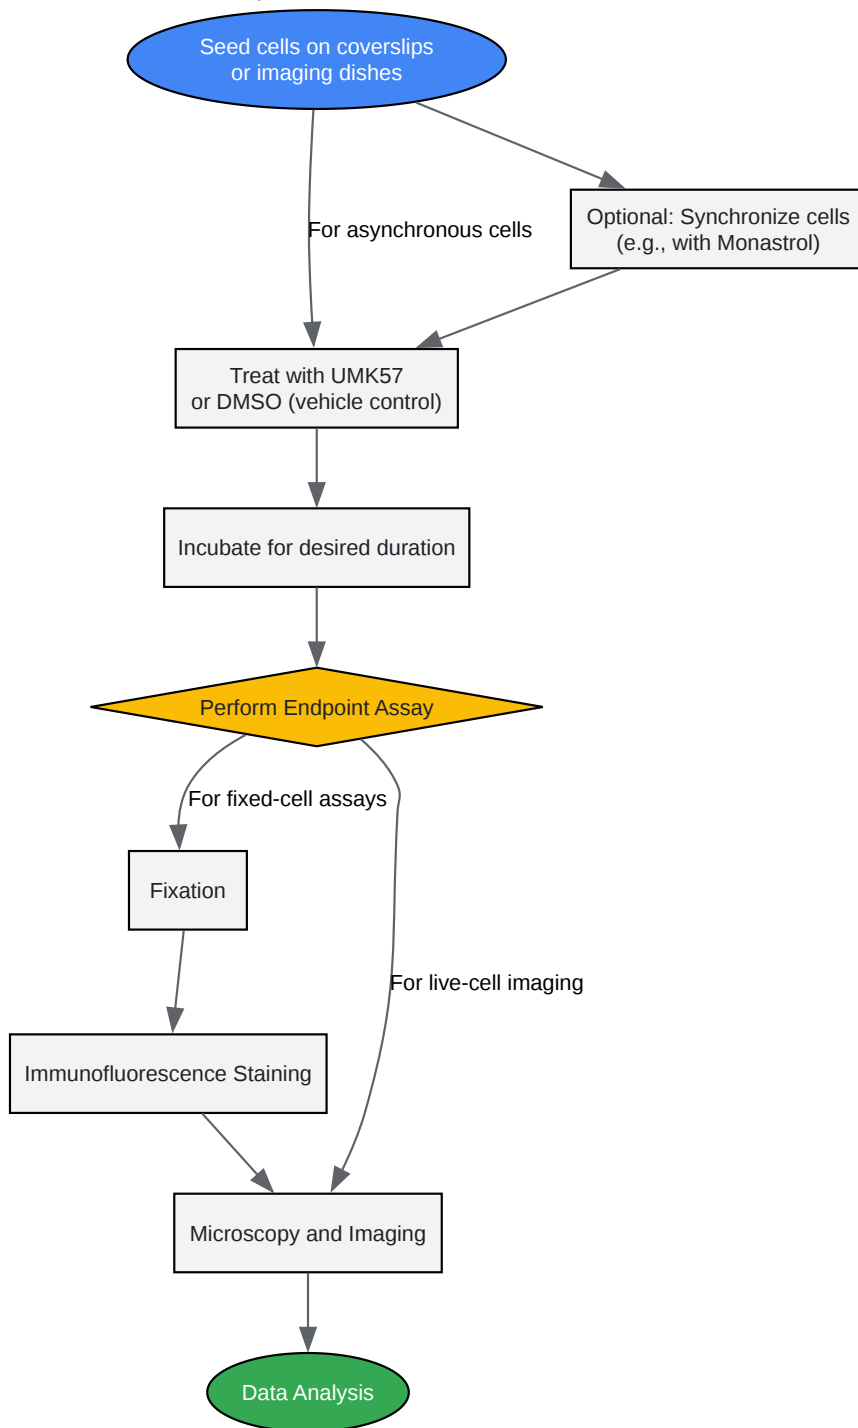 Seed cells on coverslips
or imaging dishes
For asynchronous cells
Optional: Synchronize cells
(e.g., with Monastrol)
Treat with UMK57
or DMSO (vehicle control)
Incubate for desired duration
Perform Endpoint Assay
For fixed-cell assays
Fixation
For live-cell imaging
Immunofluorescence Staining
Microscopy and Imaging
Data Analysis